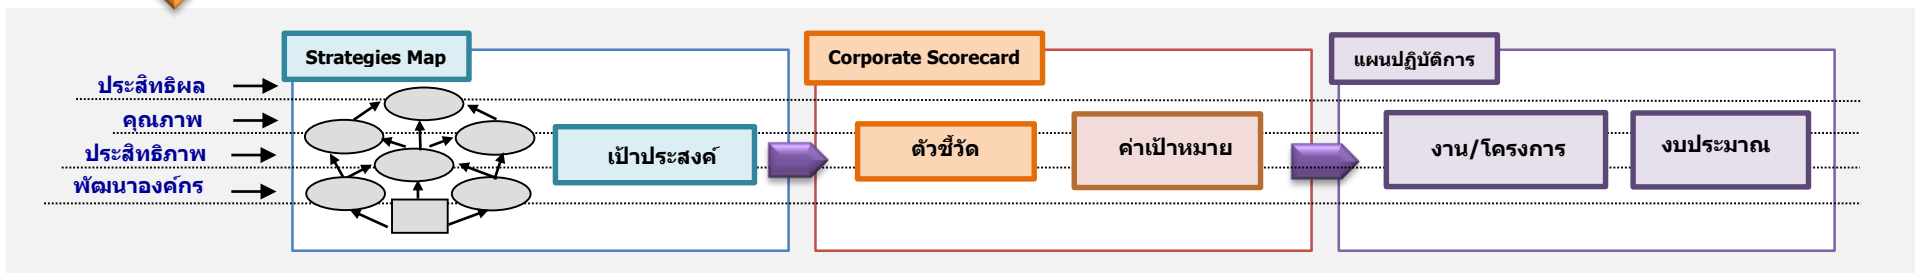 Strategies Map
Corporate Scorecard
แผนปฏิบัติการ
ประสิทธิผล
คุณภาพ
ประสิทธิภาพ
พัฒนาองค์กร
เป้าประสงค์
ตัวชี้วัด
ค่าเป้าหมาย
งาน/โครงการ
งบประมาณ